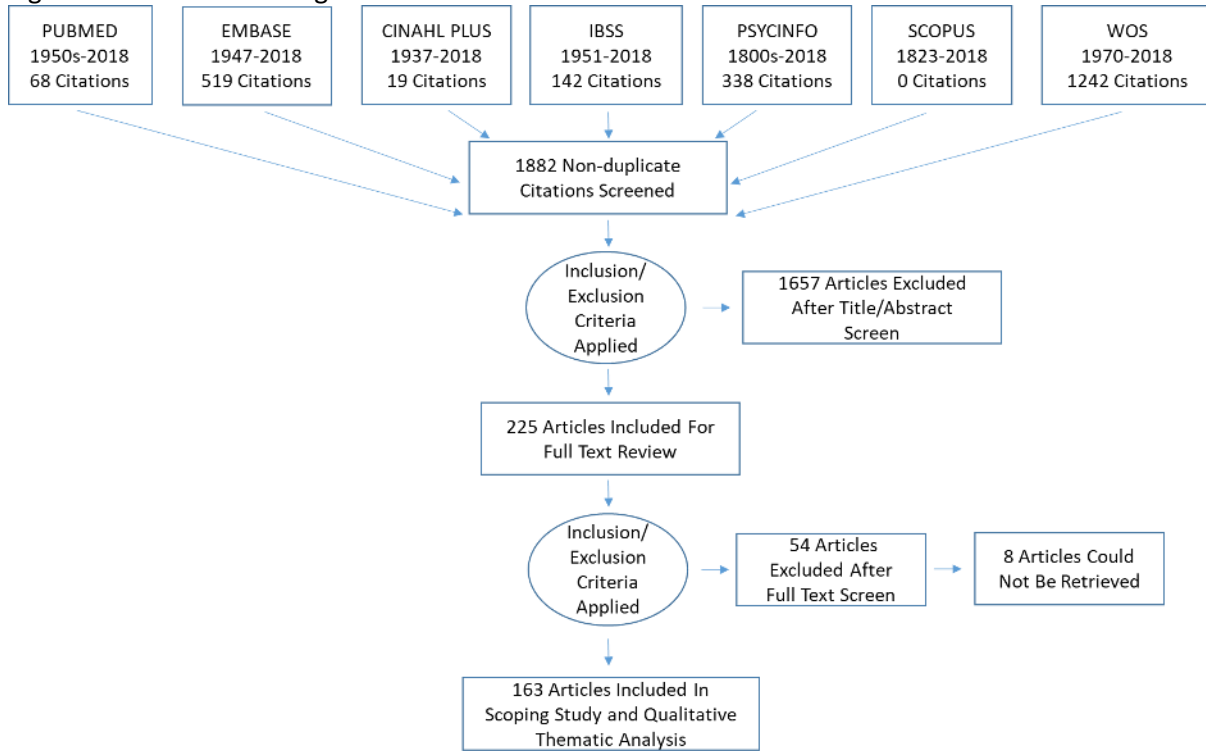 PUBMED
1950s-2018
68 Citations
EMBASE
1947-2018
519 Citations
CINAHL PLUS
1937-2018
19 Citations
IBSS
1951-2018
142 Citations
PSYCINFO
1800s-2018
338 Citations
SCOPUS
1823-2018
0 Citations
WOS
1970-2018
1242 Citations
1882 Non-duplicate
Citations Screened
Inclusion/
Exclusion
Criteria
Applied
1657 Articles Excluded
After Title/Abstract
Screen
225 Articles Included For
Full Text Review
Inclusion/
Exclusion
Criteria
Applied
54 Articles
Excluded After
Full Text Screen
8 Articles Could
Not Be Retrieved
163 Articles Included In
Scoping Study and Qualitative
Thematic Analysis